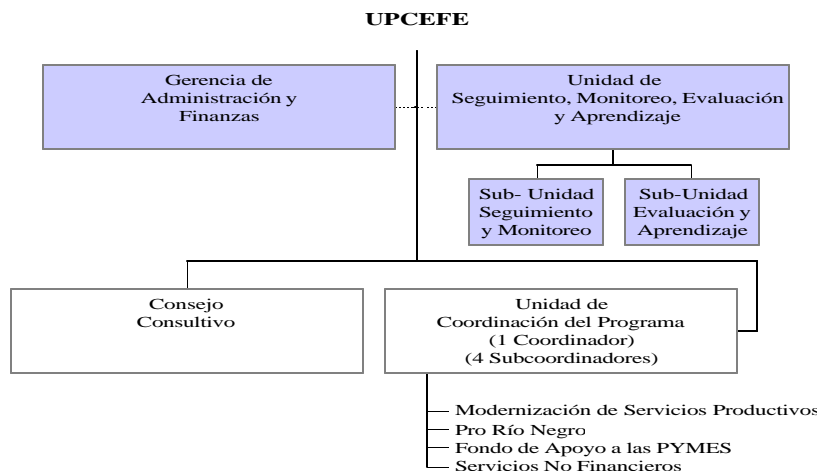 UPCEFE
Gerencia de
Administración y
Finanzas
Unidad de
Seguimiento, Monitoreo, Evaluación
y Aprendizaje
Sub- Unidad
Seguimiento
y Monitoreo
Sub-Unidad
Evaluación y
Aprendizaje
Consejo
Consultivo
Unidad de
Coordinación del Programa
(1 Coordinador)
(4 Subcoordinadores)
Modernización de Servicios Productivos
Pro Río Negro
Fondo de Apoyo a las PYMES
Servicios No Financieros